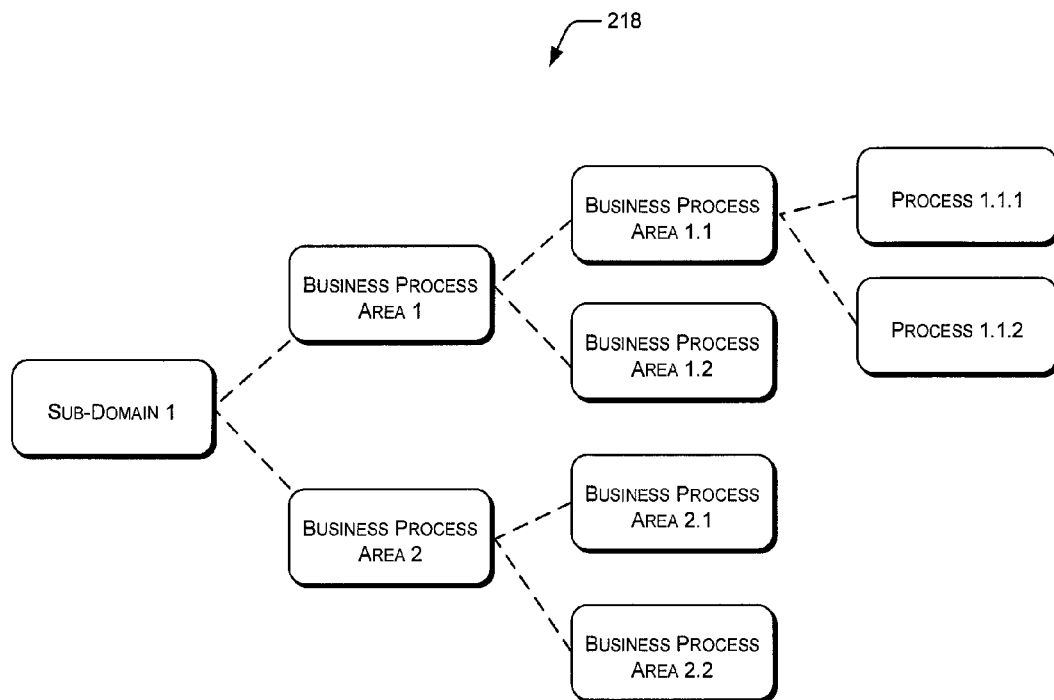 218
BUSINESS PROCESS
AREA 1.1
PROCESS 1.1.1
BUSINESS PROCESS
AREA 1
BUSINESS PROCESS
AREA 1.2
PROCESS 1.1.2
SUB-DOMAIN 1
BUSINESS PROCESS
AREA 2
BUSINESS PROCESS
AREA 2.1
BUSINESS PROCESS
AREA 2.2